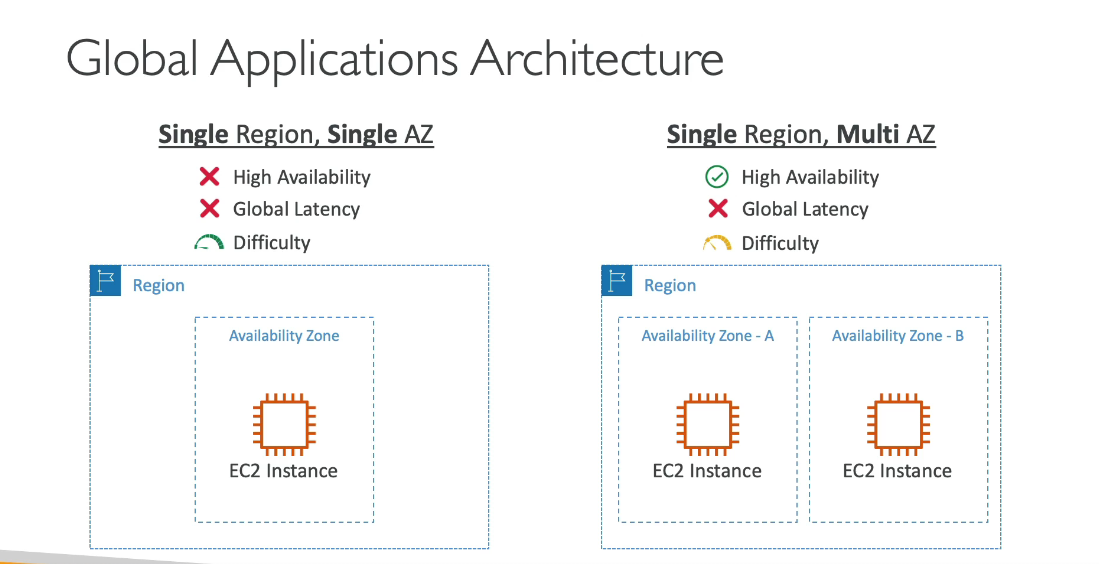 Global Applications Architecture
Single Region, Single AZ
High Availability
Global Latency
Difficulty
Region
Availability Zone
EC2 Instance
Single Region, Multi AZ
High Availability
Global Latency
Difficulty
Region
Availability Zone - A
EC2 Instance
Availability Zone - B
EC2 Instance